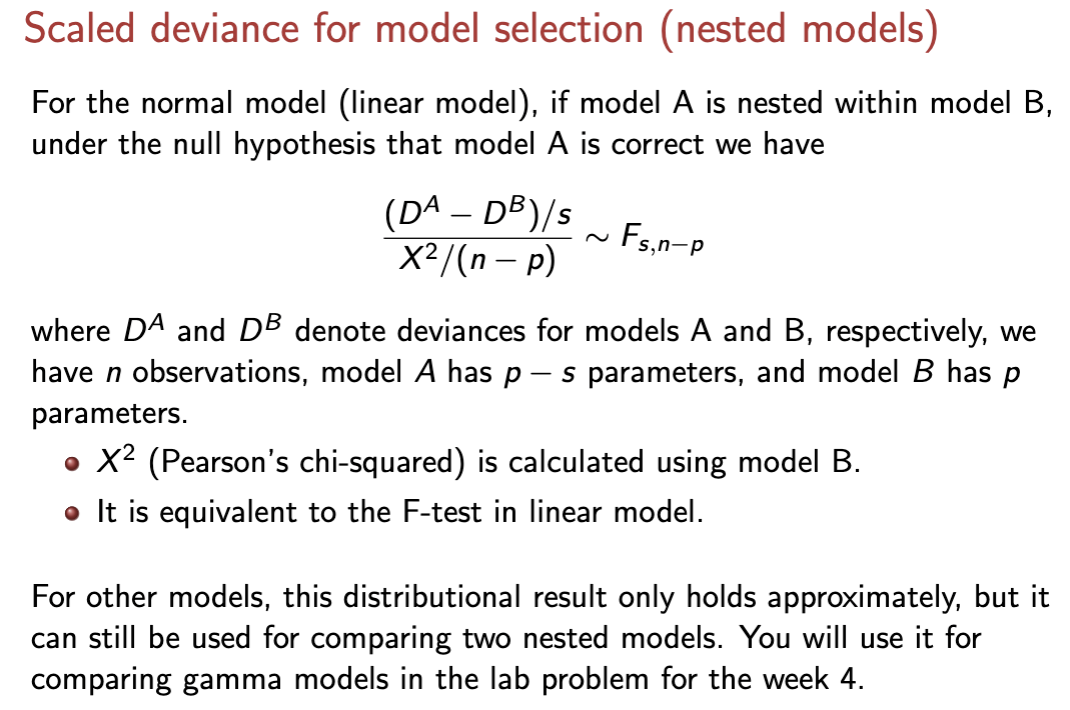 Scaled deviance for model selection (nested models)
For the normal model (linear model), if model A is nested within model B,
under the null hypothesis that model A is correct we have
(D^A − D^B)/s
X²/(n − p)
∼ F_{s,n−p}
where D^A and D^B denote deviances for models A and B, respectively, we
have n observations, model A has p − s parameters, and model B has p
parameters.
X² (Pearson's chi-squared) is calculated using model B.
It is equivalent to the F-test in linear model.
For other models, this distributional result only holds approximately, but it
can still be used for comparing two nested models. You will use it for
comparing gamma models in the lab problem for the week 4.